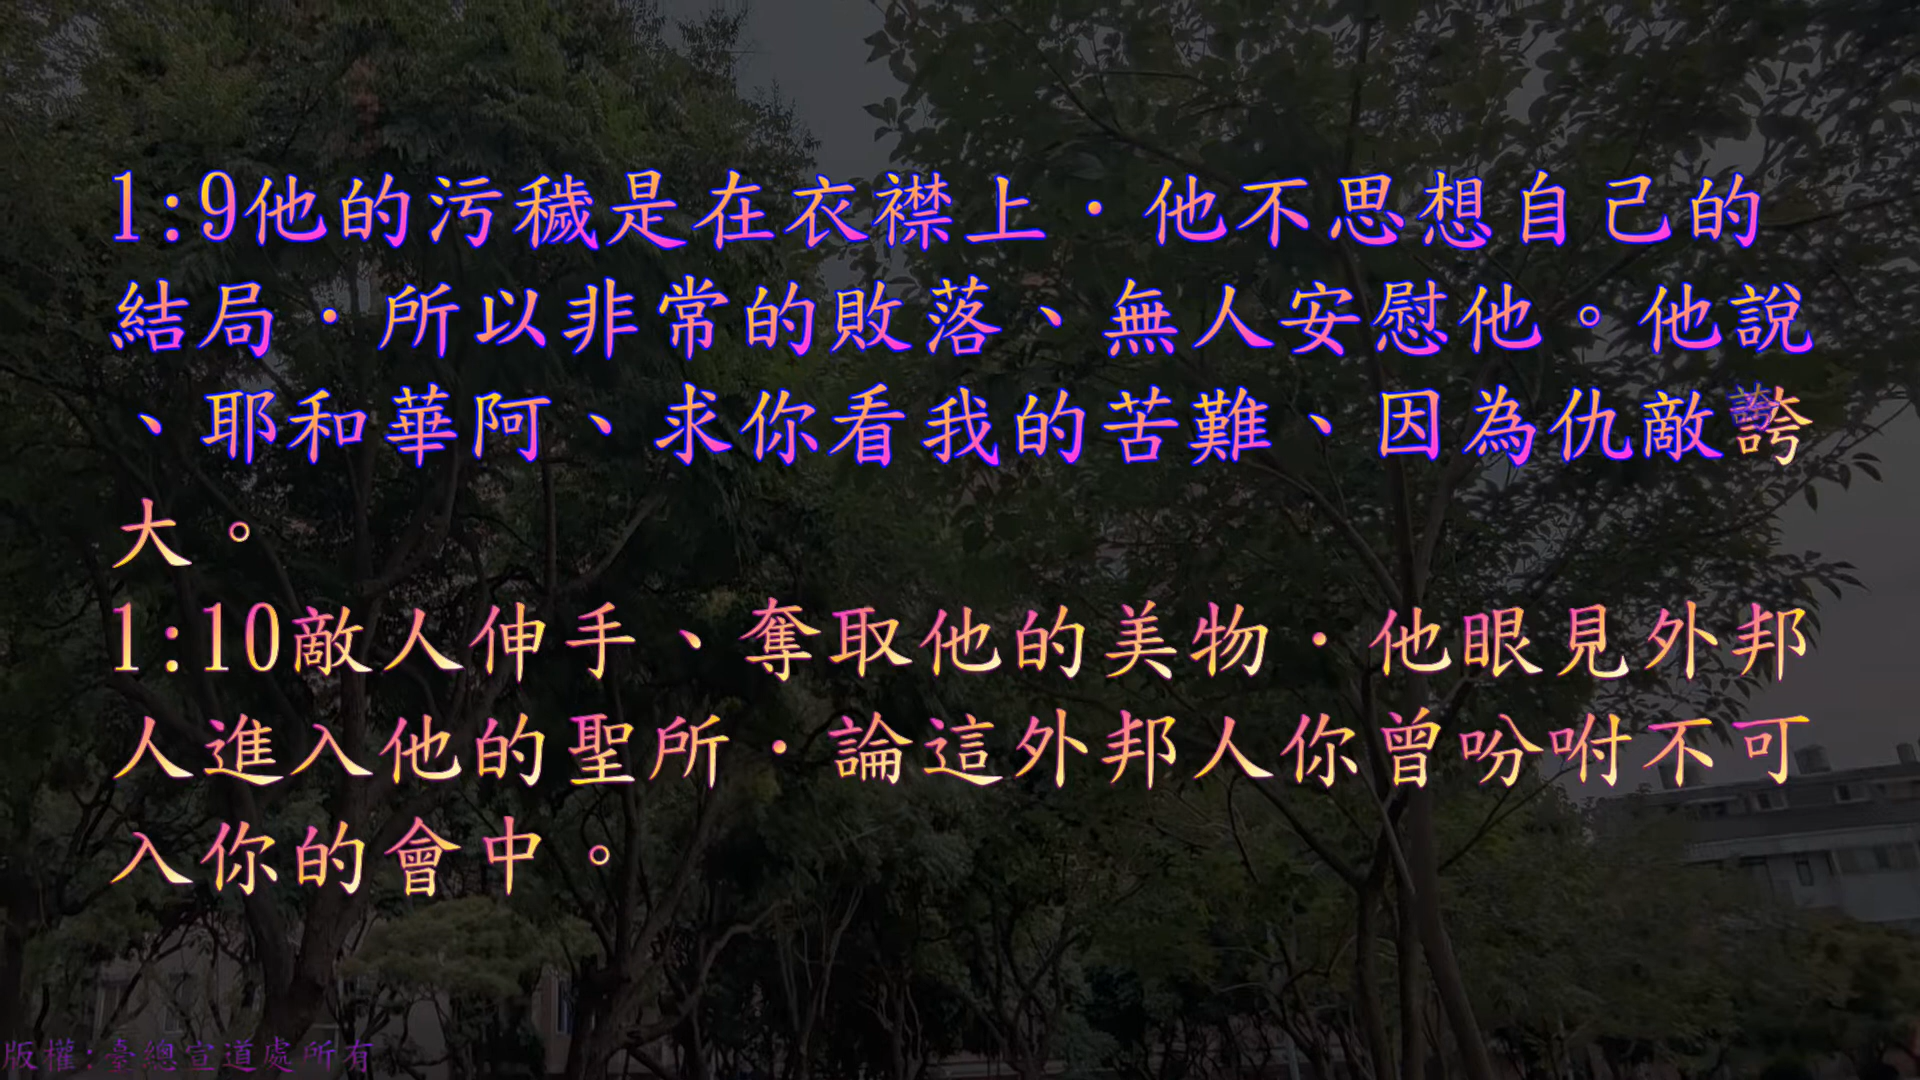 1:9他的污穢是在衣襟上．他不思想自己的
結局．所以非常的敗落、無人安慰他。他說
、耶和華阿、求你看我的苦難、因為仇敵誇
大。
1:10敵人伸手、奪取他的美物．他眼見外邦
人進入他的聖所．論這外邦人你曾吩咐不可
入你的會中。
版權:臺總宣道處所有